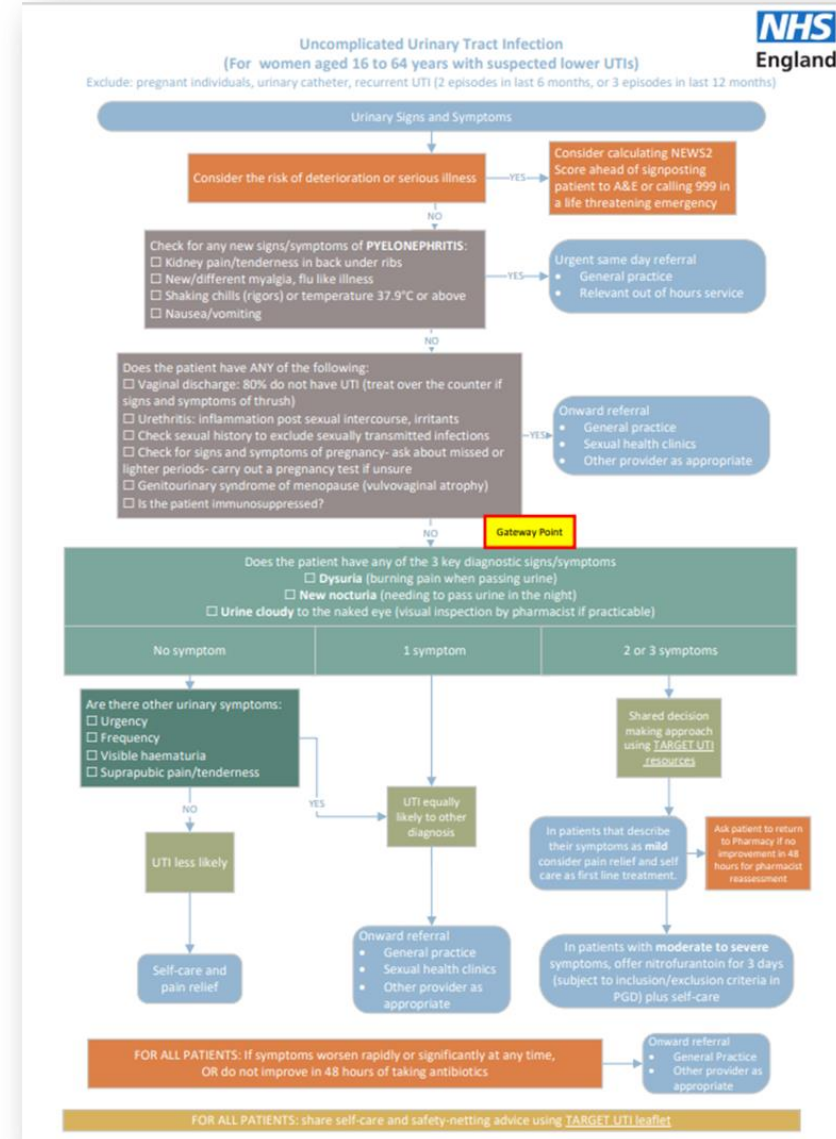 NHS
England
Uncomplicated Urinary Tract Infection
(For women aged 16 to 64 years with suspected lower UTIs)
Exclude: pregnant individuals, urinary catheter, recurrent UTI (2 episodes in last 6 months, or 3 episodes in last 12 months)
Urinary Signs and Symptoms
Consider the risk of deterioration or serious illness
YES
Consider calculating NEWS2
Score ahead of signposting
patient to A&E or calling 999 in
a life threatening emergency
NO
Check for any new signs/symptoms of PYELONEPHRITIS:
☐ Kidney pain/tenderness in back under ribs
☐ New/different myalgia, flu like illness
☐ Shaking chills (rigors) or temperature 37.9°C or above
☐ Nausea/vomiting
YES
Urgent same day referral
• General practice
• Relevant out of hours service
NO
Does the patient have ANY of the following:
☐ Vaginal discharge: 80% do not have UTI (treat over the counter if
signs and symptoms of thrush)
☐ Urethritis: inflammation post sexual intercourse, irritants
☐ Check sexual history to exclude sexually transmitted infections
☐ Check for signs and symptoms of pregnancy- ask about missed or
lighter periods- carry out a pregnancy test if unsure
☐ Genitourinary syndrome of menopause (vulvovaginal atrophy)
☐ Is the patient immunosuppressed?
YES
Onward referral
• General practice
• Sexual health clinics
• Other provider as appropriate
NO
Gateway Point
Does the patient have any of the 3 key diagnostic signs/symptoms
☐ Dysuria (burning pain when passing urine)
☐ New nocturia (needing to pass urine in the night)
☐ Urine cloudy to the naked eye (visual inspection by pharmacist if practicable)
No symptom
1 symptom
2 or 3 symptoms
Are there other urinary symptoms:
☐ Urgency
☐ Frequency
☐ Visible haematuria
☐ Suprapubic pain/tenderness
NO
YES
UTI less likely
Self-care and
pain relief
UTI equally
likely to other
diagnosis
Onward referral
• General practice
• Sexual health clinics
• Other provider as
appropriate
Shared decision
making approach
using TARGET UTI
resources
In patients that describe
their symptoms as mild
consider pain relief and self
care as first line treatment.
Ask patient to return
to Pharmacy if no
improvement in 48
hours for pharmacist
reassessment
In patients with moderate to severe
symptoms, offer nitrofurantoin for 3 days
(subject to inclusion/exclusion criteria in
PGD) plus self-care
FOR ALL PATIENTS: If symptoms worsen rapidly or significantly at any time,
OR do not improve in 48 hours of taking antibiotics
Onward referral
• General Practice
• Other provider as
appropriate
FOR ALL PATIENTS: share self-care and safety-netting advice using TARGET UTI leaflet